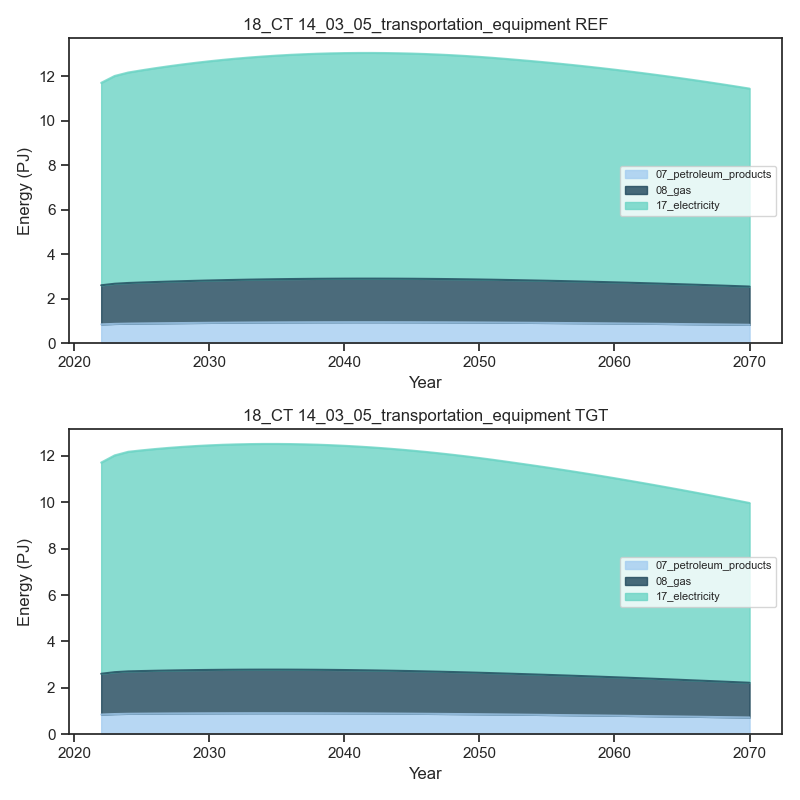 18_CT 14_03_05_transportation_equipment REF
Energy (PJ)
12
10
8
6
4
2
0
07_petroleum_products
08_gas
17_electricity
2020 2030 2040 2050 2060 2070
Year
18_CT 14_03_05_transportation_equipment TGT
Energy (PJ)
12
10
8
6
4
2
0
07_petroleum_products
08_gas
17_electricity
2020 2030 2040 2050 2060 2070
Year